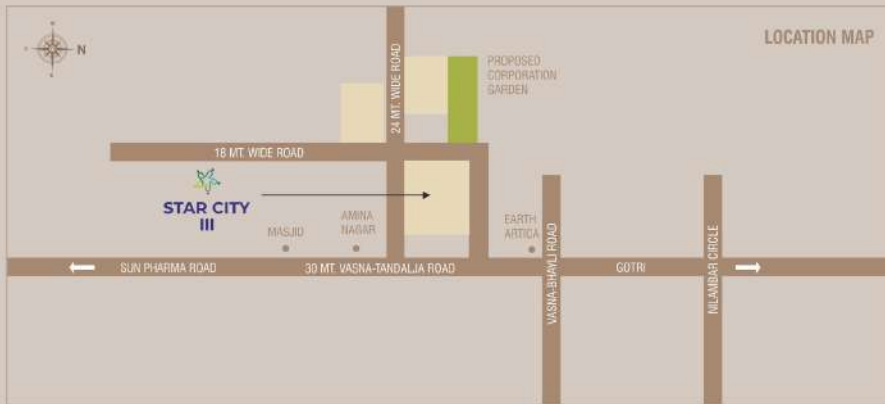 LOCATION MAP
N
24 MT. WIDE ROAD
PROPOSED
CORPORATION
GARDEN
18 MT. WIDE ROAD
STAR CITY
III
MASJID
AMINA
NAGAR
EARTH
ARTICA
SUN PHARMA ROAD
30 MT. VASNA-TANDALJA ROAD
VASNA-BHAYLI ROAD
GOTRI
NILAMBAR CIRCLE